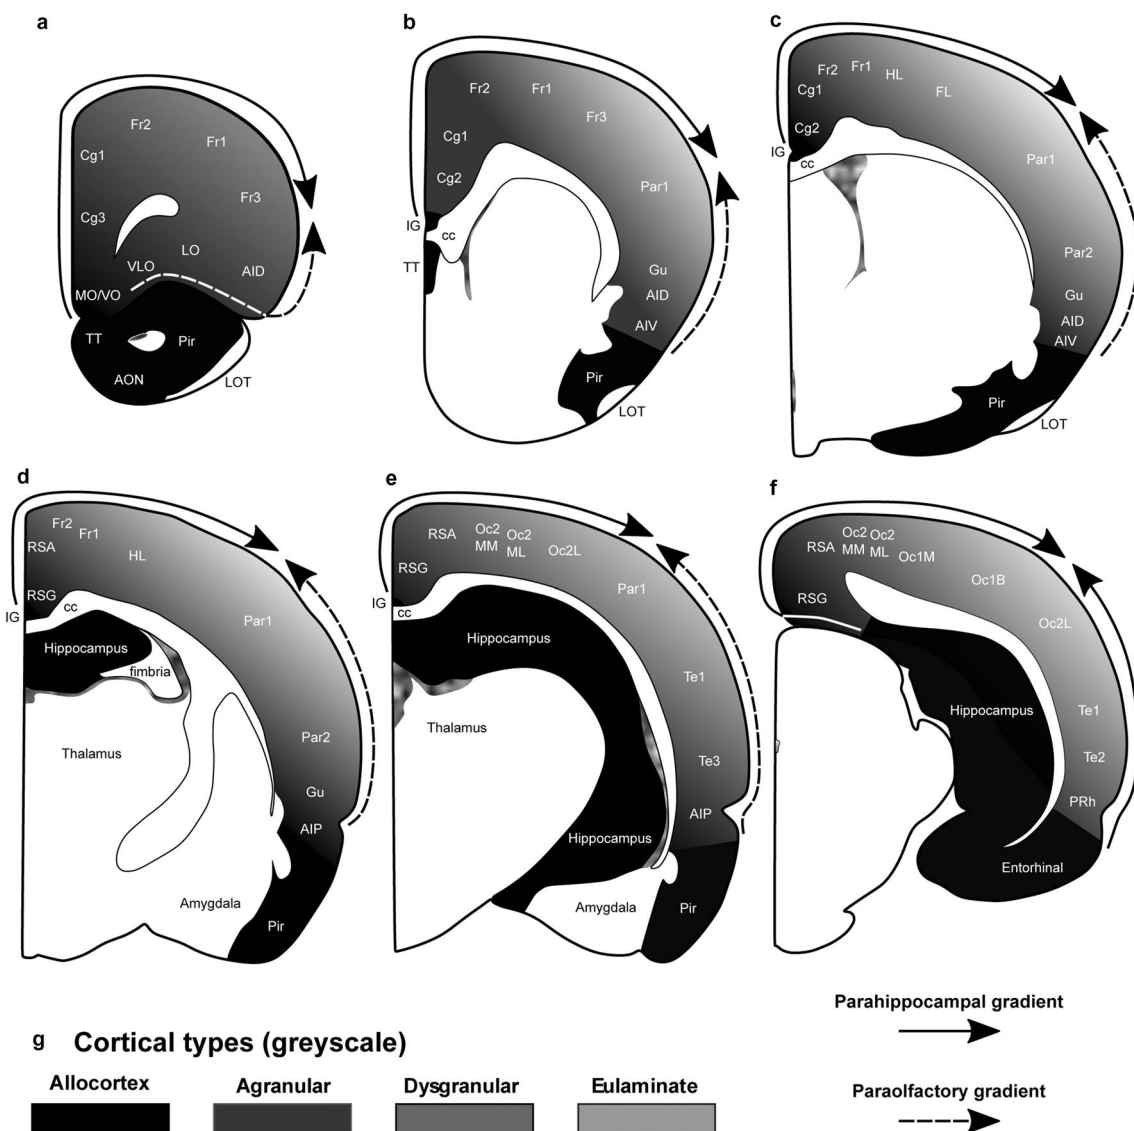 a
Fr2
Fr1
Cg1
Fr3
Cg3
LO
VLO
AID
MO/VO
TT
Pir
AON
LOT
b
Fr2
Fr1
Fr3
Cg1
Cg2
Par1
IG
cc
TT
Gu
AID
AIV
Pir
LOT
c
Fr2
Fr1
HL
Cg1
FL
Cg2
IG
cc
Par1
Par2
Gu
AID
AIV
Pir
LOT
d
Fr2
Fr1
RSA
HL
RSG
cc
IG
Par1
Hippocampus
fimbria
Thalamus
Par2
Gu
AIP
Amygdala
Pir
e
RSA
Oc2
MM
Oc2
ML
Oc2L
RSG
Par1
IG
cc
Hippocampus
Te1
Thalamus
Te3
AIP
Hippocampus
Amygdala
Pir
f
RSA
Oc2
MM
Oc2
ML
Oc1M
Oc1B
RSG
Oc2L
Hippocampus
Te1
Te2
PRh
Entorhinal
Parahippocampal gradient
g Cortical types (greyscale)
Allocortex Agranular Dysgranular Eulaminate
Paraolfactory gradient